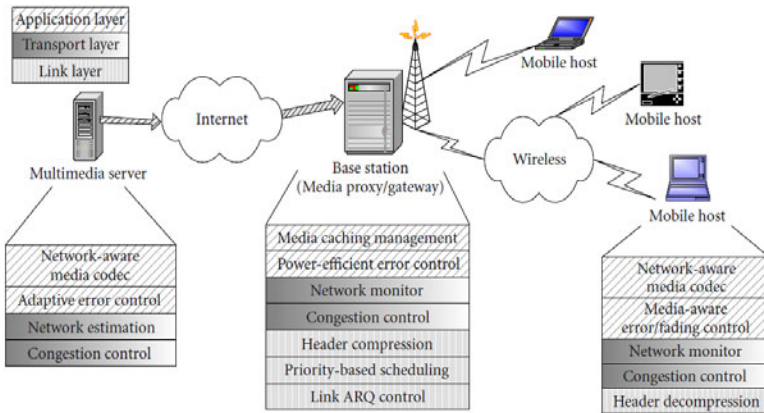 Application layer
Transport layer
Link layer
Multimedia server
Internet
Base station
(Media proxy/gateway)
Mobile host
Wireless
Mobile host
Mobile host
Network-aware
media codec
Adaptive error control
Network estimation
Congestion control
Media caching management
Power-efficient error control
Network monitor
Congestion control
Header compression
Priority-based scheduling
Link ARQ control
Network-aware
media codec
Media-aware
error/fading control
Network monitor
Congestion control
Header decompression